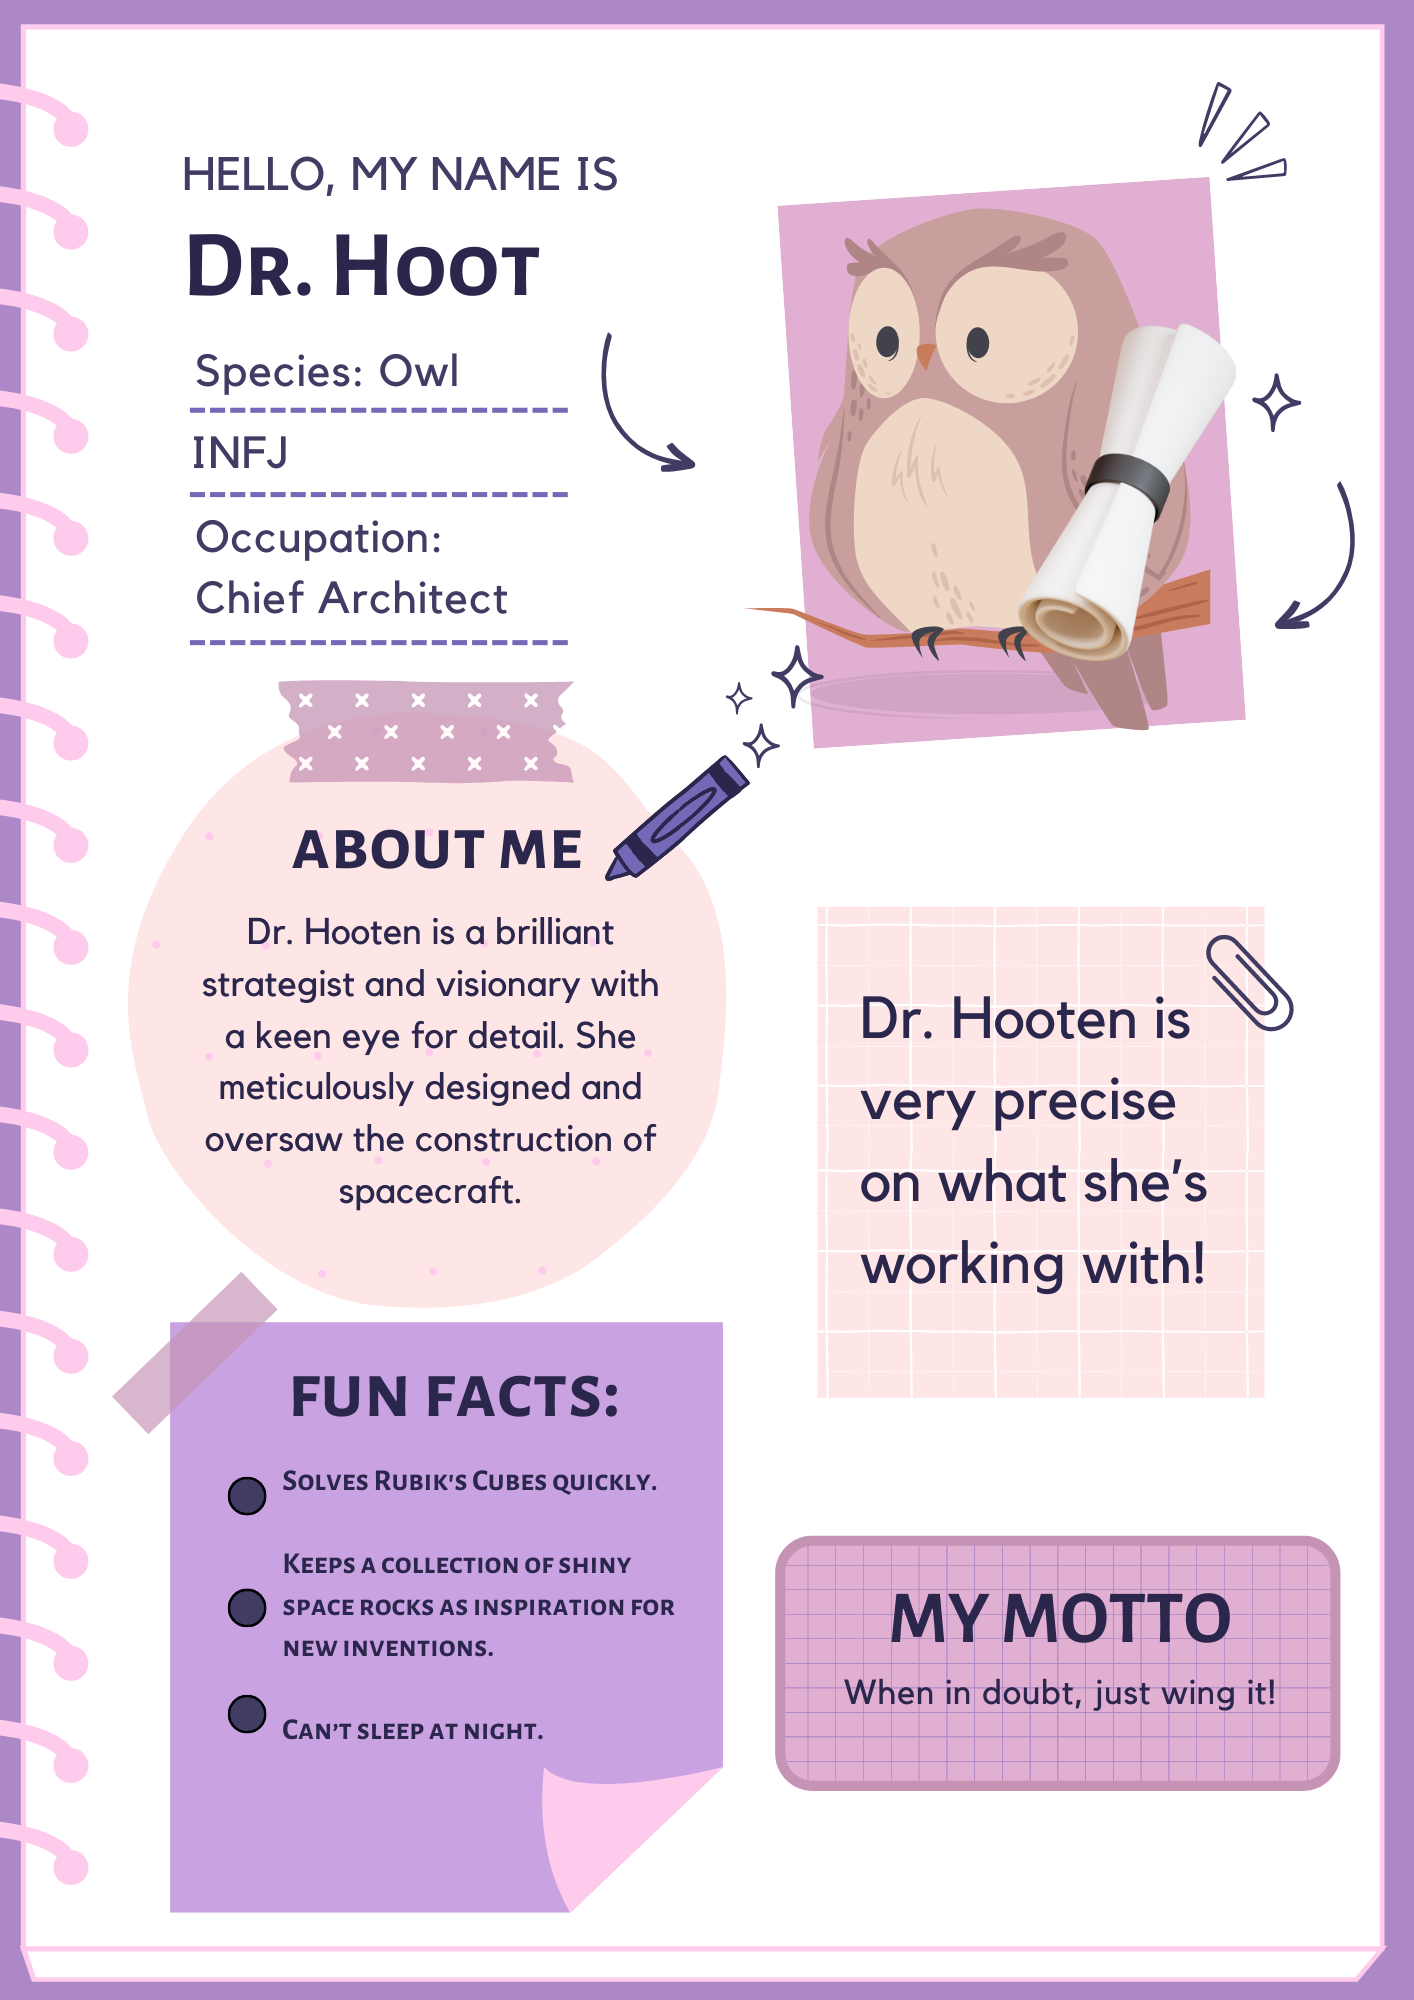 HELLO, MY NAME IS
DR. HOOT
Species: Owl
INFJ
Occupation:
Chief Architect
ABOUT ME
Dr. Hooten is a brilliant
strategist and visionary with
a keen eye for detail. She
meticulously designed and
oversaw the construction of
spacecraft.
Dr. Hooten is
very precise
on what she's
working with!
FUN FACTS:
SOLVES RUBIK'S CUBES QUICKLY.
KEEPS A COLLECTION OF SHINY
SPACE ROCKS AS INSPIRATION FOR
NEW INVENTIONS.
CAN'T SLEEP AT NIGHT.
MY MOTTO
When in doubt, just wing it!